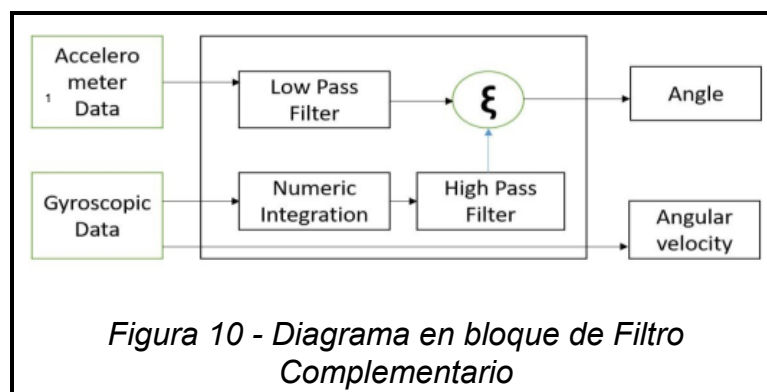 Accelero
meter
1
Data
Low Pass
Filter
ξ
Angle
Gyroscopic
Data
Numeric
Integration
High Pass
Filter
Angular
velocity
Figura 10 - Diagrama en bloque de Filtro
Complementario